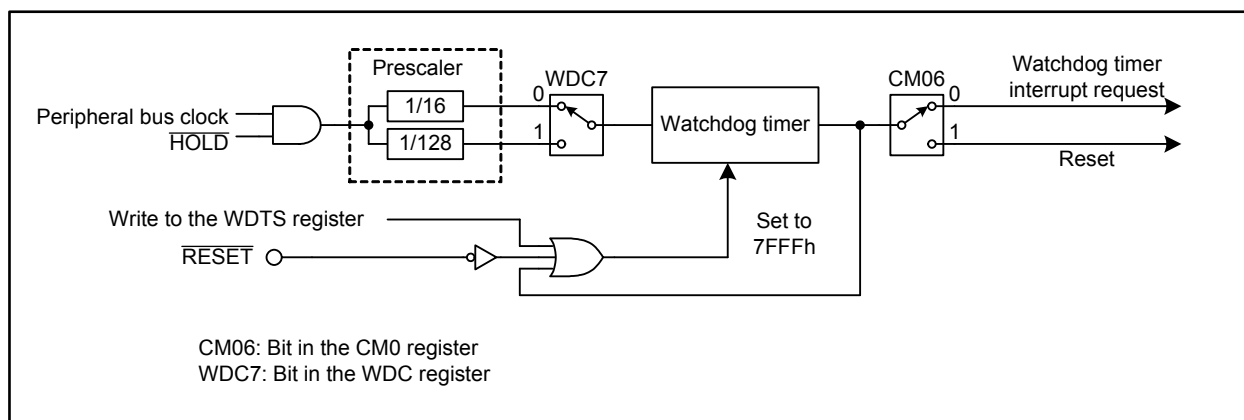 Prescaler
WDC7
CM06
Watchdog timer
interrupt request
0
1/16
0
Peripheral bus clock
HOLD
Watchdog timer
1
1/128
1
Reset
Write to the WDTS register
Set to
7FFFh
RESET
CM06: Bit in the CM0 register
WDC7: Bit in the WDC register